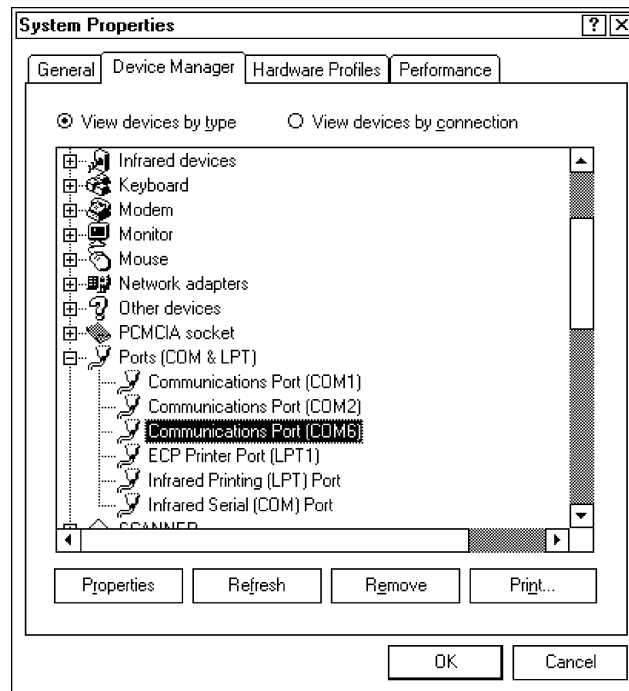 System Properties
General Device Manager Hardware Profiles Performance
View devices by type View devices by connection
Infrared devices
Keyboard
Modem
Monitor
Mouse
Network adapters
Other devices
PCMCIA socket
Ports (COM & LPT)
Communications Port (COM1)
Communications Port (COM2)
Communications Port (COM6)
ECP Printer Port (LPT1)
Infrared Printing (LPT) Port
Infrared Serial (COM) Port
SCANNER
Properties Refresh Remove Print...
OK Cancel